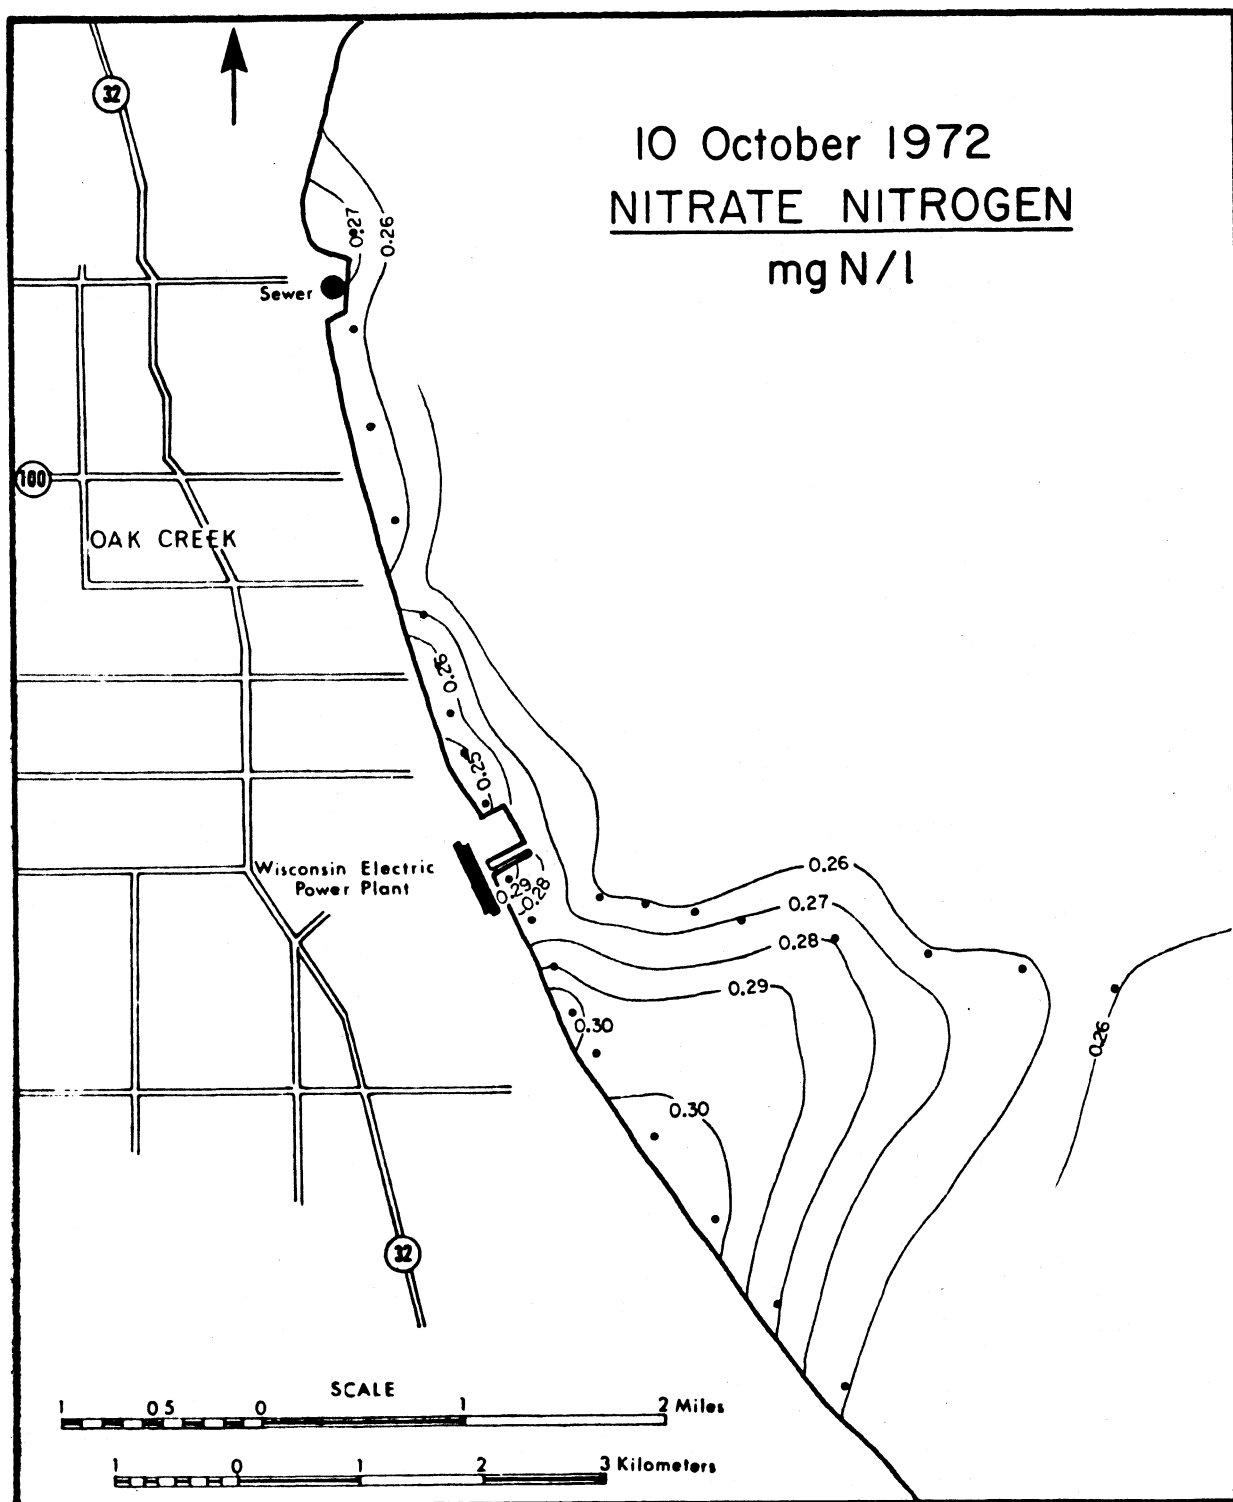 32
10 October 1972
NITRATE NITROGEN
mg N/l
0.27
0.26
Sewer
100
OAK CREEK
0.26
0.25
Wisconsin Electric
Power Plant
0.29
0.28
0.26
0.27
0.28
0.29
0.30
0.26
0.30
32
SCALE
1 0 5 0 1 2 Miles
1 0 1 2 3 Kilometers